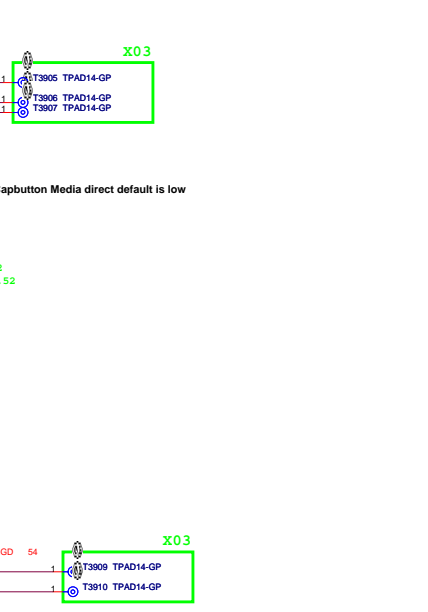 X03
1 T3905 TPAD14-GP
1 T3906 TPAD14-GP
1 T3907 TPAD14-GP
apbutton Media direct default is low
52
GD 54
X03
1 T3909 TPAD14-GP
1 T3910 TPAD14-GP